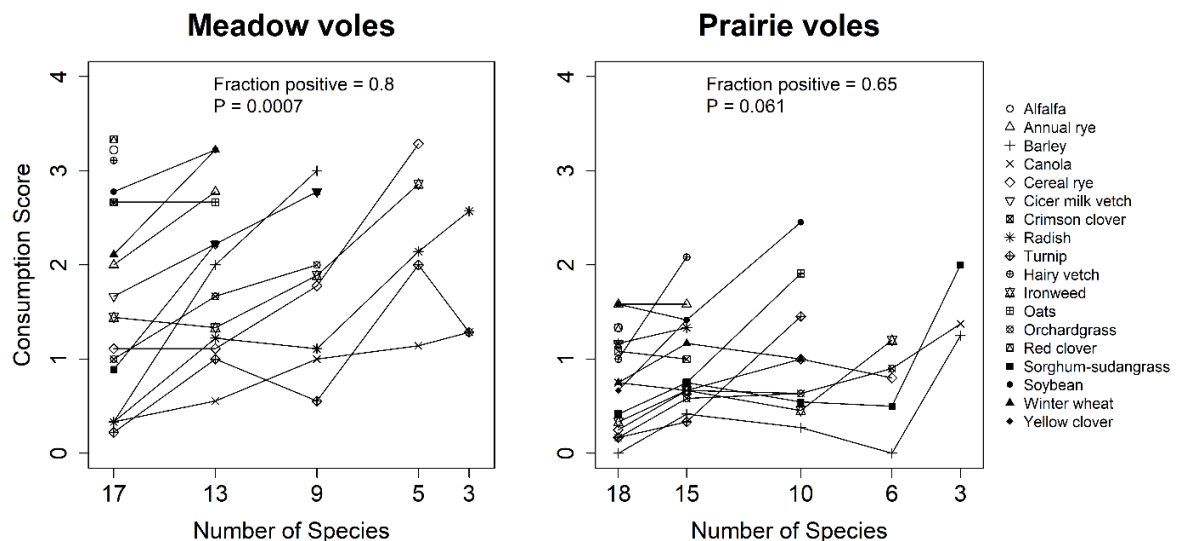 Meadow voles
Prairie voles
Fraction positive = 0.8
P = 0.0007
Fraction positive = 0.65
P = 0.061
Consumption Score
4
3
2
1
0
4
3
2
1
0
17 13 9 5 3
18 15 10 6 3
Number of Species
Number of Species
Alfalfa
Annual rye
Barley
Canola
Cereal rye
Cicer milk vetch
Crimson clover
Radish
Turnip
Hairy vetch
Ironweed
Oats
Orchardgrass
Red clover
Sorghum-sudangrass
Soybean
Winter wheat
Yellow clover